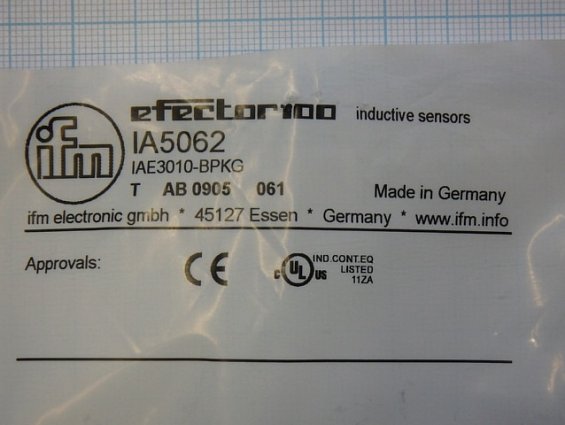 ifm
efector100 inductive sensors
IA5062
IAE3010-BPKG
T AB 0905 061 Made in Germany
ifm electronic gmbh * 45127 Essen * Germany * www.ifm.info
Approvals: CE c UL US IND.CONT.EQ
LISTED
11ZA